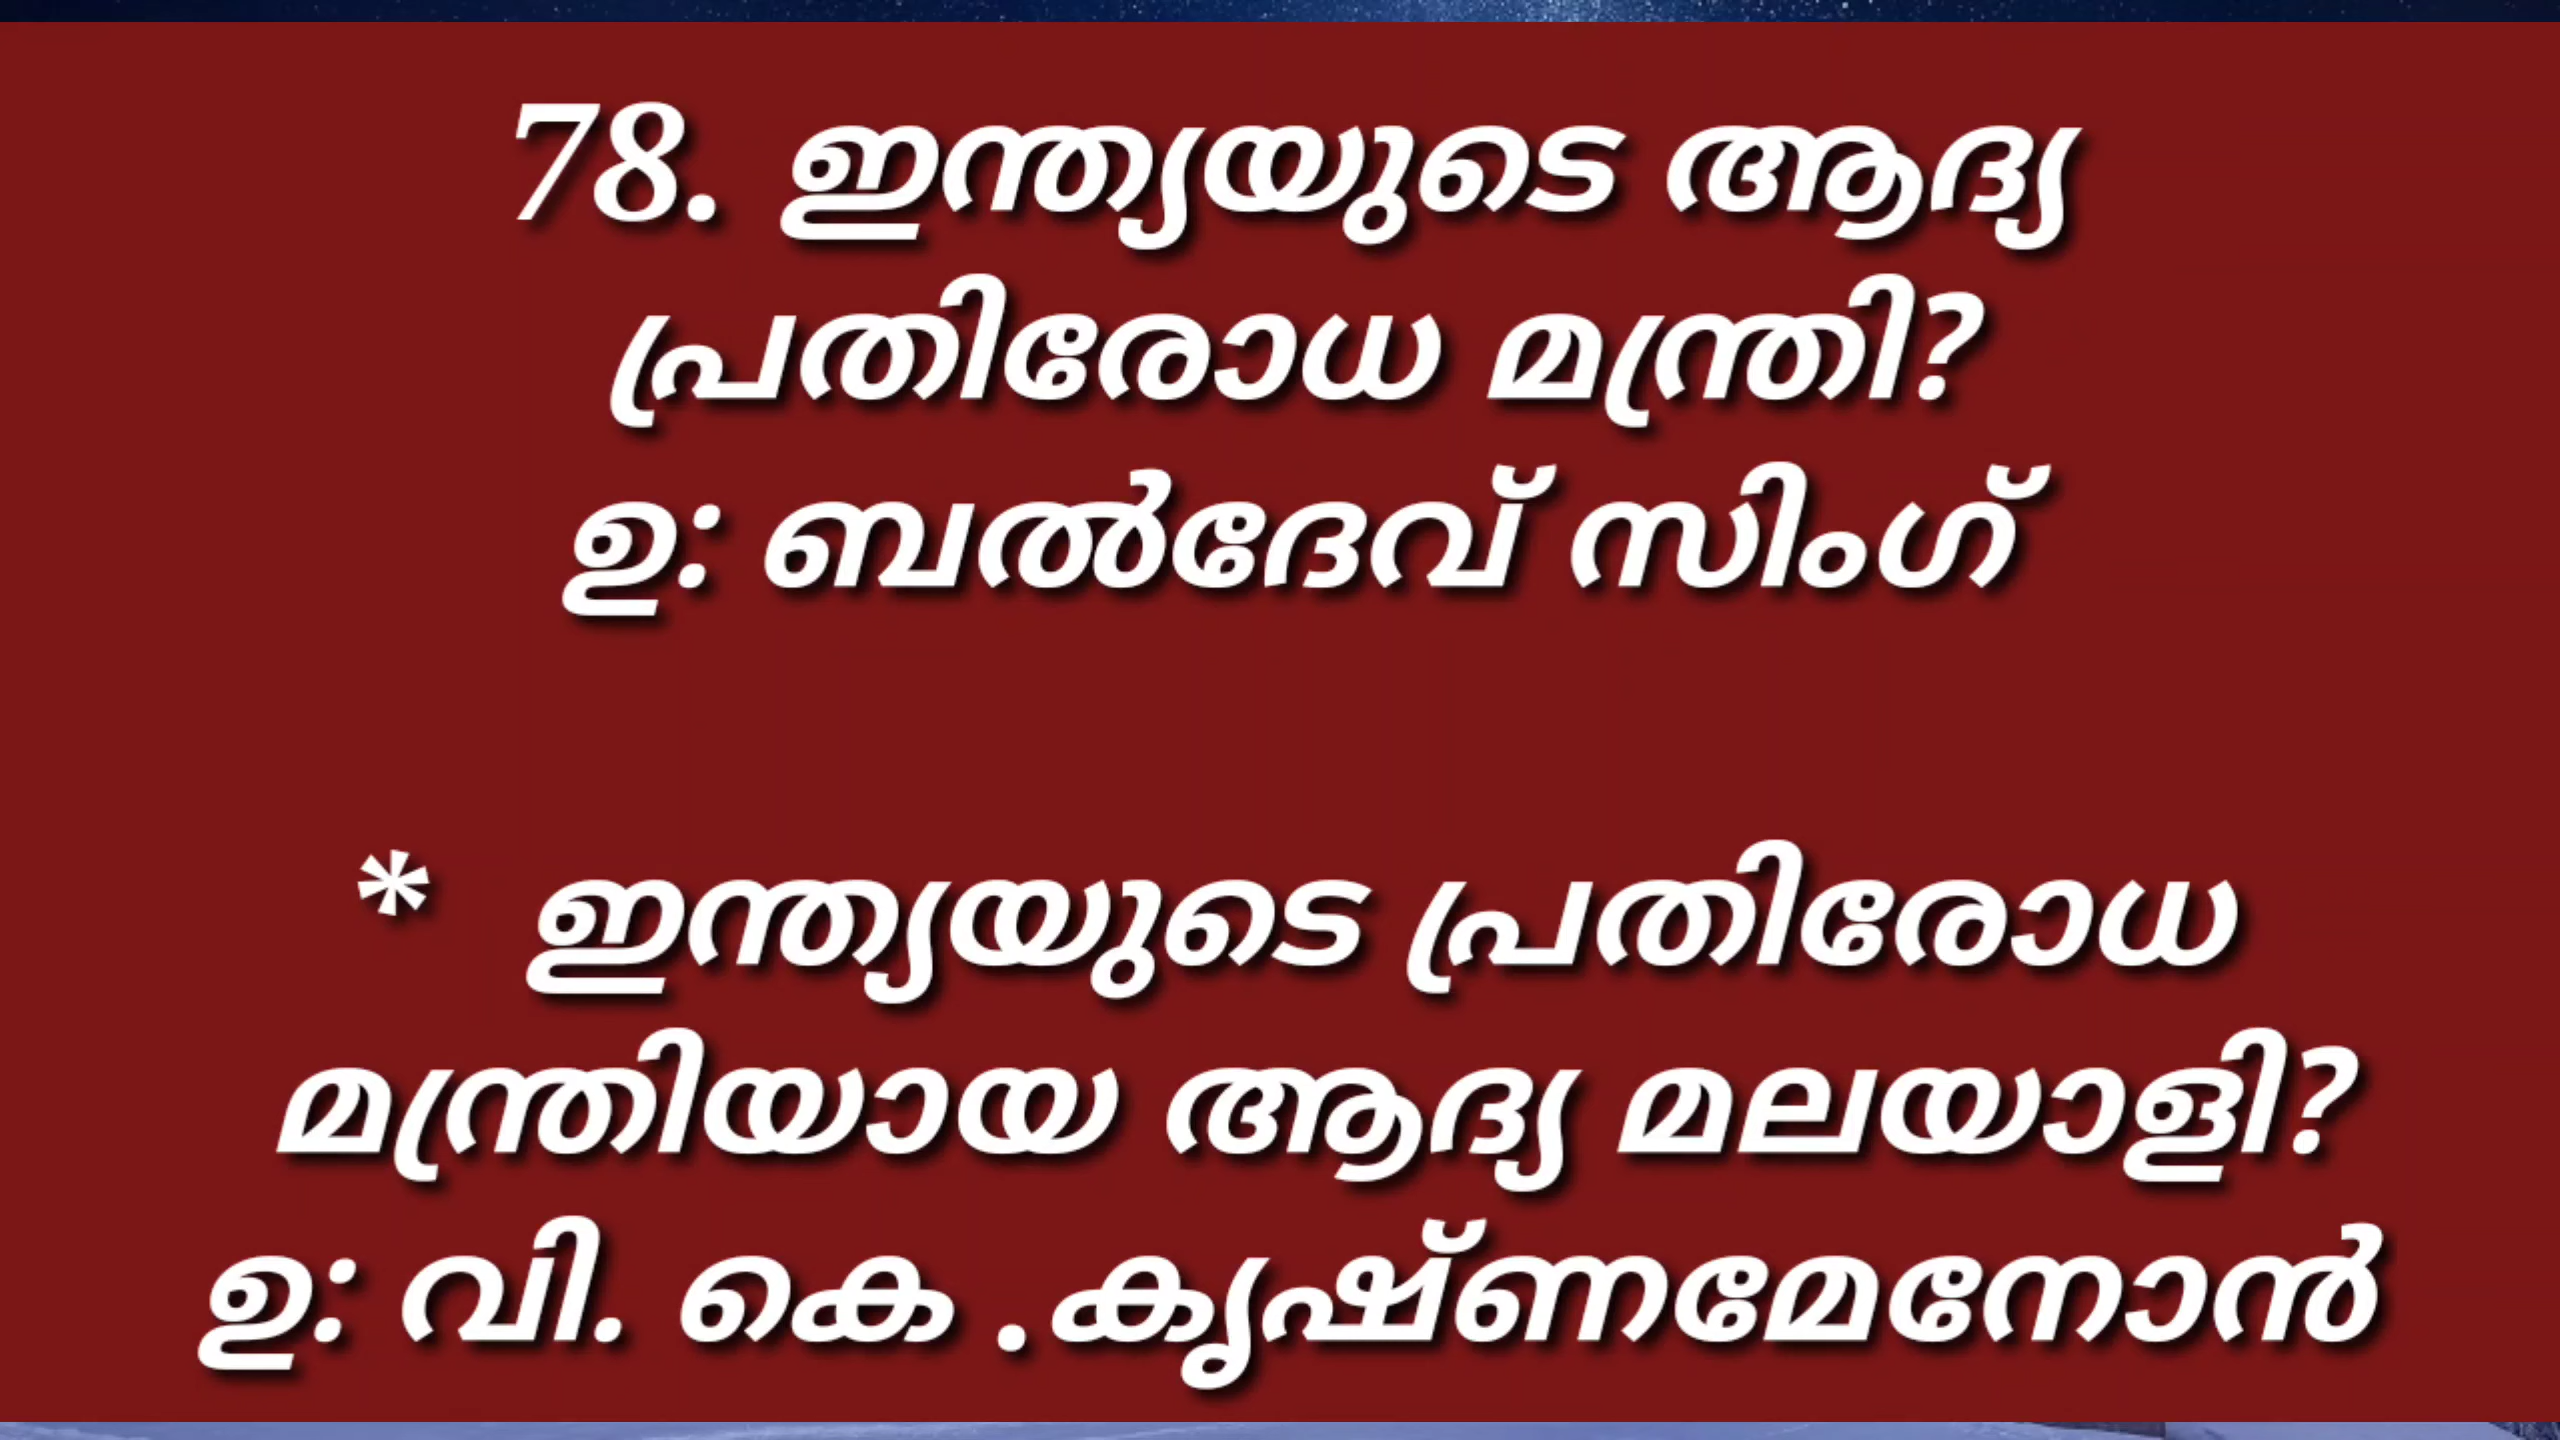 78. ഇന്ത്യയുടെ ആദ്യ
പ്രതിരോധ മന്ത്രി?
ഉ: ബൽദേവ് സിംഗ്
* ഇന്ത്യയുടെ പ്രതിരോധ
മന്ത്രിയായ ആദ്യ മലയാളി?
ഉ: വി. കെ .കൃഷ്ണമേനോൻ